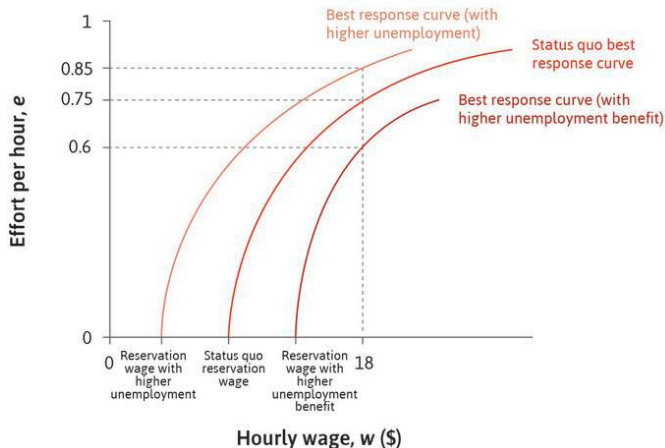 Best response curve (with
higher unemployment)
Status quo best
response curve
Best response curve (with
higher unemployment benefit)
Effort per hour, e
1
0.85
0.75
0.6
0
0
Reservation
wage with
higher
unemployment
Status quo
reservation
wage
Reservation
wage with
higher
unemployment
benefit
18
Hourly wage, w ($)